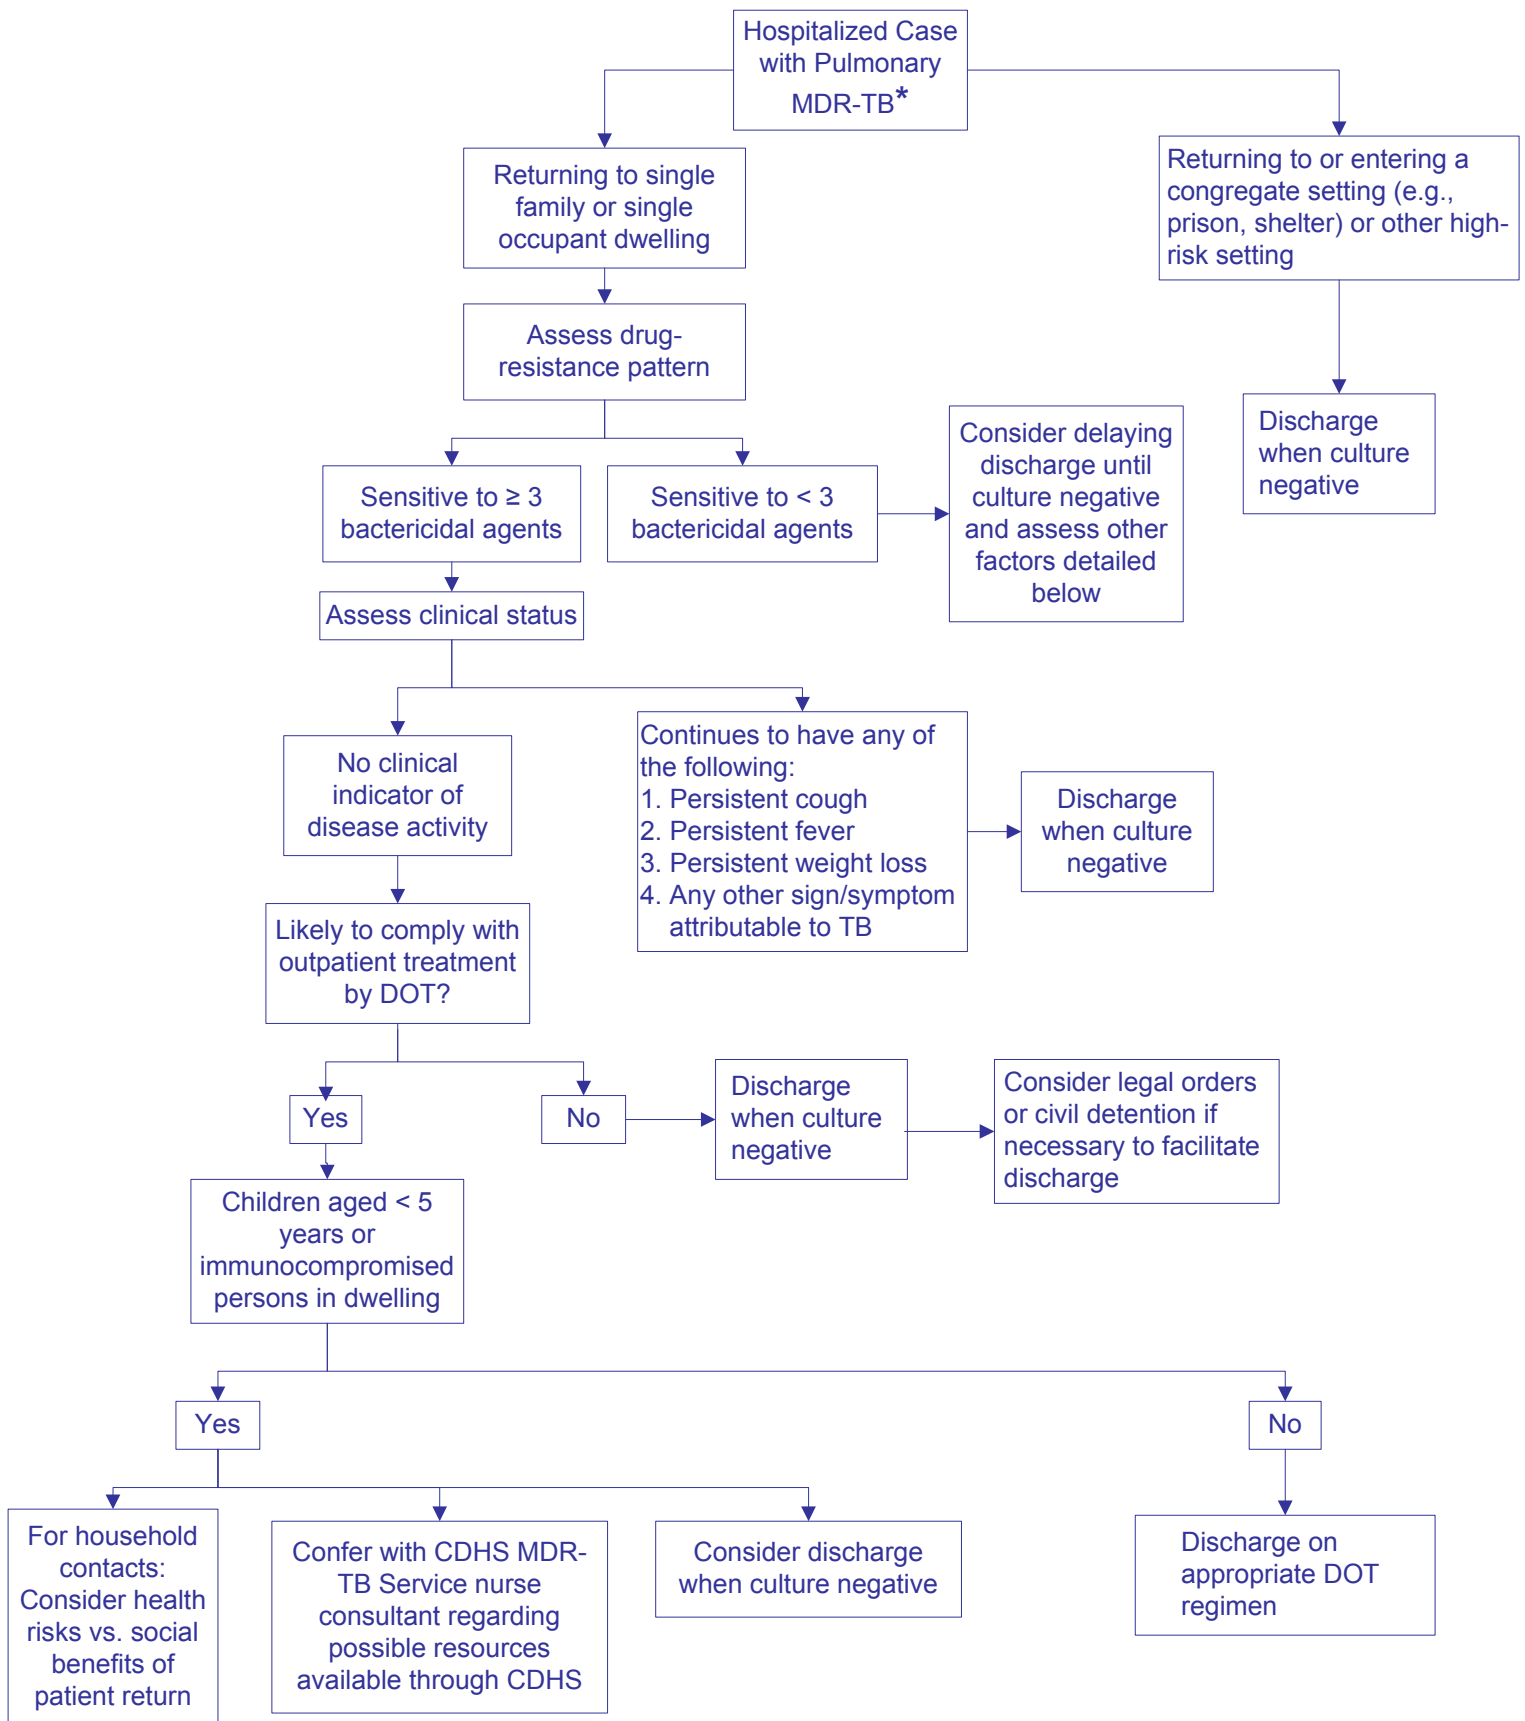 Hospitalized Case
with Pulmonary
MDR-TB*
Returning to single
family or single
occupant dwelling
Returning to or entering a
congregate setting (e.g.,
prison, shelter) or other high-
risk setting
Assess drug-
resistance pattern
Sensitive to ≥ 3
bactericidal agents
Sensitive to < 3
bactericidal agents
Consider delaying
discharge until
culture negative
and assess other
factors detailed
below
Discharge
when culture
negative
Assess clinical status
No clinical
indicator of
disease activity
Continues to have any of
the following:
1. Persistent cough
2. Persistent fever
3. Persistent weight loss
4. Any other sign/symptom
attributable to TB
Discharge
when culture
negative
Likely to comply with
outpatient treatment
by DOT?
Yes
No
Discharge
when culture
negative
Consider legal orders
or civil detention if
necessary to facilitate
discharge
Children aged < 5
years or
immunocompromised
persons in dwelling
Yes
No
For household
contacts:
Consider health
risks vs. social
benefits of
patient return
Confer with CDHS MDR-
TB Service nurse
consultant regarding
possible resources
available through CDHS
Consider discharge
when culture negative
Discharge on
appropriate DOT
regimen